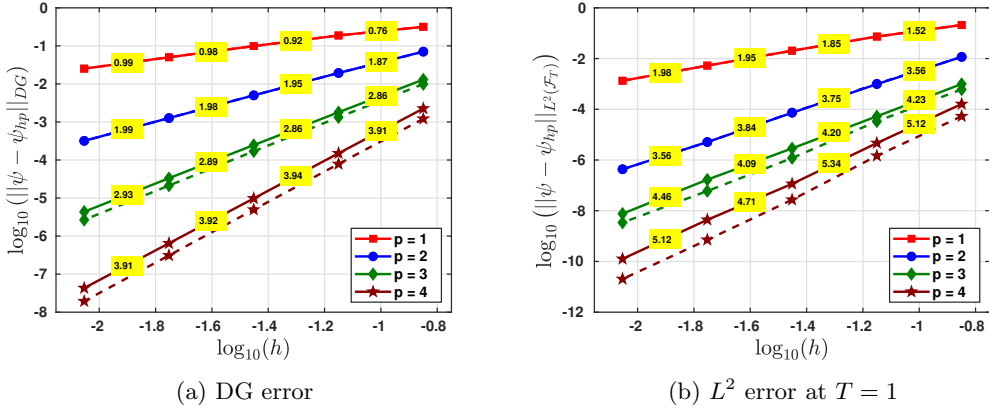 log₁₀(||ψ − ψ_hp||_DG)
0
-1
-2
-3
-4
-5
-6
-7
-8
0.99 0.98 0.92 0.76
1.99 1.98 1.95 1.87
2.93 2.89 2.86 2.86
3.91 3.92 3.94 3.91
p = 1
p = 2
p = 3
p = 4
-2 -1.8 -1.6 -1.4 -1.2 -1 -0.8
log₁₀(h)
(a) DG error
log₁₀(||ψ − ψ_hp||_L²(𝓕_T))
0
-2
-4
-6
-8
-10
-12
1.98 1.95 1.85 1.52
3.56 3.84 3.75 3.56
4.46 4.09 4.20 4.23
5.12 4.71 5.34 5.12
p = 1
p = 2
p = 3
p = 4
-2 -1.8 -1.6 -1.4 -1.2 -1 -0.8
log₁₀(h)
(b) L² error at T = 1